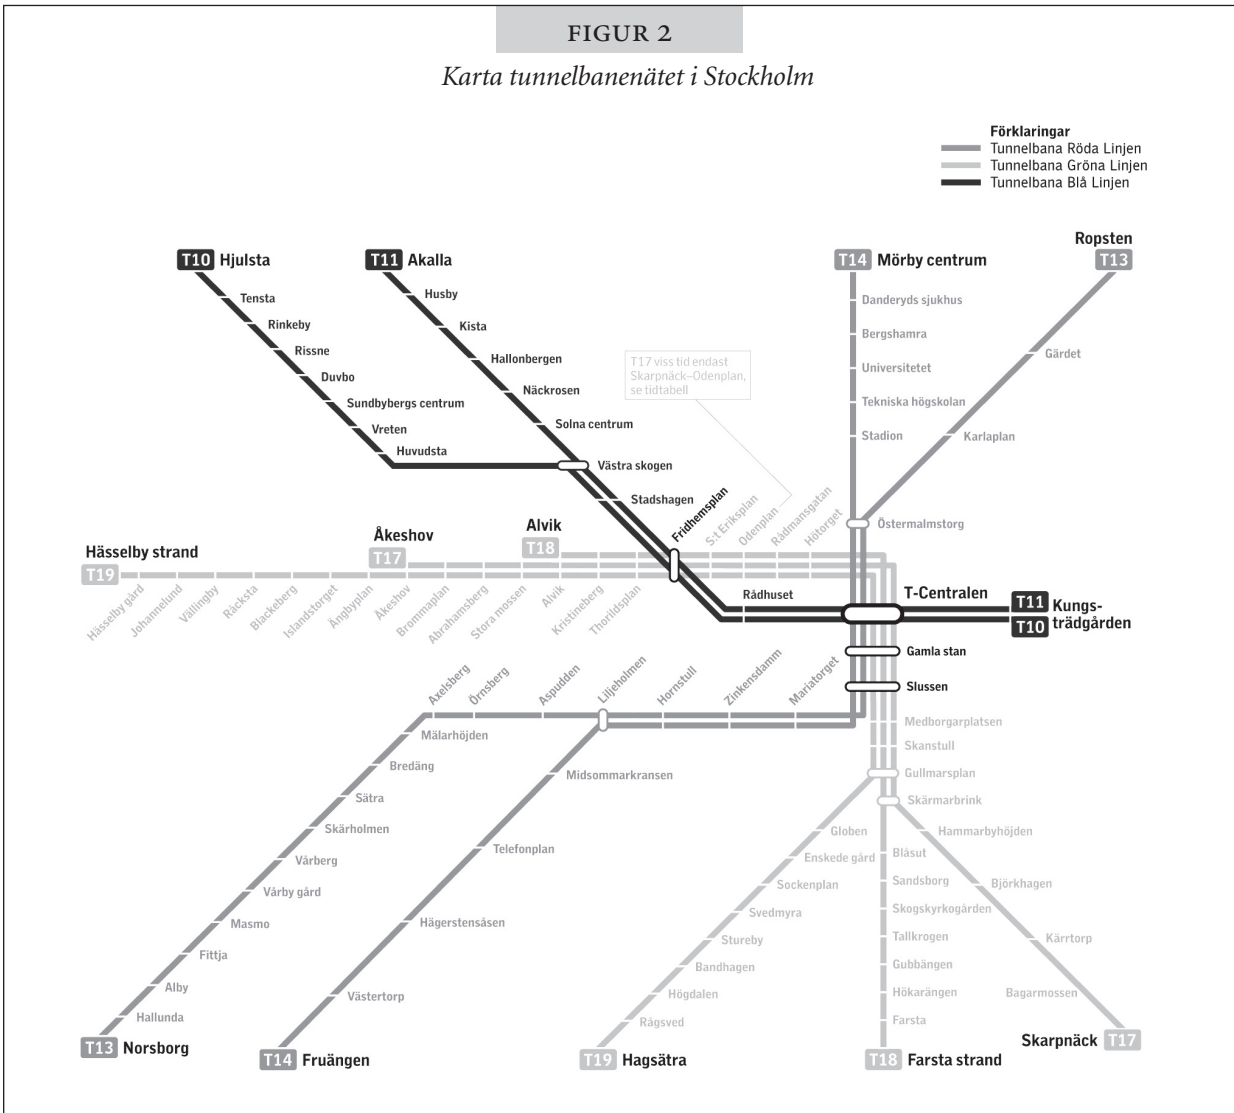 FIGUR 2
Karta tunnelbanenätet i Stockholm
Förklaringar
Tunnelbana Röda Linjen
Tunnelbana Gröna Linjen
Tunnelbana Blå Linjen
T10 Hjulsta
Tensta
Rinkeby
Rissne
Duvbo
Sundbybergs centrum
Vreten
Huvudsta
T11 Akalla
Husby
Kista
Hallonbergen
Näckrosen
Solna centrum
Västra skogen
Stadshagen
Fridhemsplan
T17 viss tid endast
Skarpnäck–Odenplan,
se tidtabell
T14 Mörby centrum
Danderyds sjukhus
Bergshamra
Universitetet
Tekniska högskolan
Stadion
Ropsten
T13
Gärdet
Karlaplan
Östermalmstorg
Hässelby strand
T19
Åkeshov
T17
Alvik
T18
S:t Eriksplan
Odenplan
Rådmansgatan
Hötorget
Hässelby gård
Johannelund
Vällingby
Råcksta
Blackeberg
Islandstorget
Ängbyplan
Åkeshov
Brommaplan
Abrahamsberg
Stora mossen
Alvik
Kristineberg
Thorildsplan
Rådhuset
T-Centralen
T11
T10
Kungs-
trädgården
Gamla stan
Slussen
Axelsberg
Örnsberg
Aspudden
Liljeholmen
Hornstull
Zinkensdamm
Mariatorget
Mälarhöjden
Bredäng
Sätra
Skärholmen
Vårberg
Vårby gård
Masmo
Fittja
Alby
Hallunda
T13 Norsborg
Midsommarkransen
Telefonplan
Hägerstensåsen
Västertorp
T14 Fruängen
Medborgarplatsen
Skanstull
Gullmarsplan
Skärmarbrink
Globen
Enskede gård
Sockenplan
Svedmyra
Stureby
Bandhagen
Högdalen
Rågsved
T19 Hagsätra
Blåsut
Sandsborg
Skogskyrkogården
Tallkrogen
Gubbängen
Hökarängen
Farsta
T18 Farsta strand
Hammarbyhöjden
Björkhagen
Kärrtorp
Bagarmossen
Skarpnäck T17